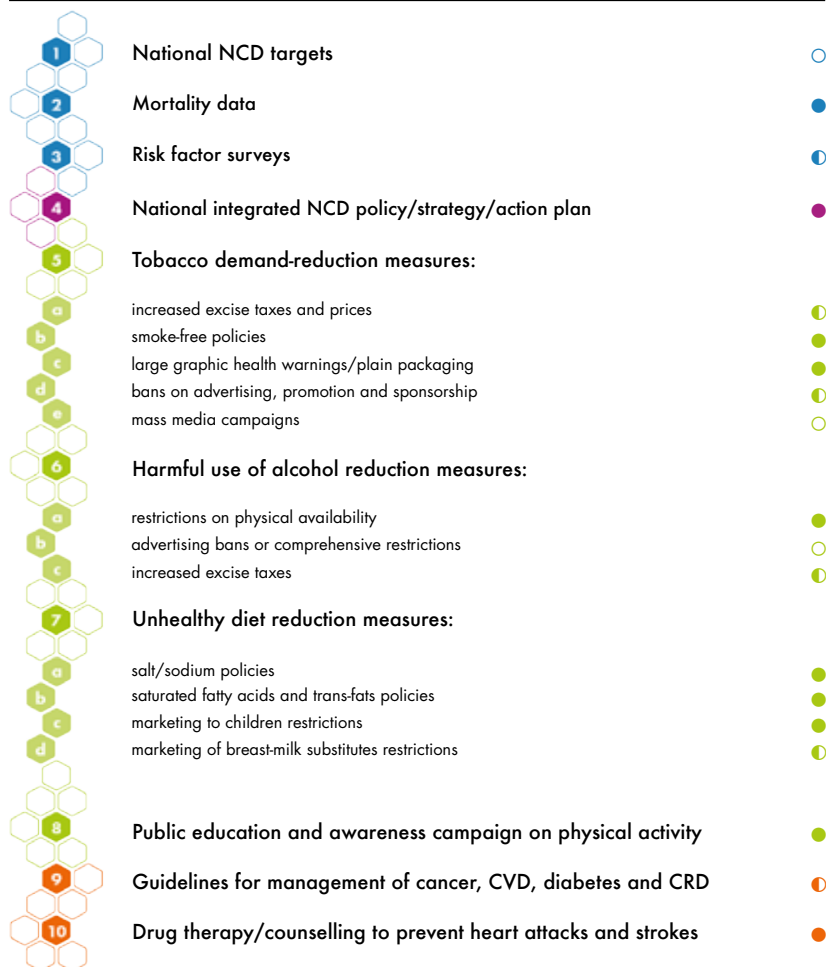 1 National NCD targets ○
2 Mortality data ●
3 Risk factor surveys ◐
4 National integrated NCD policy/strategy/action plan ●
5 Tobacco demand-reduction measures:
a increased excise taxes and prices ◐
b smoke-free policies ●
c large graphic health warnings/plain packaging ●
d bans on advertising, promotion and sponsorship ◐
e mass media campaigns ○
6 Harmful use of alcohol reduction measures:
a restrictions on physical availability ●
b advertising bans or comprehensive restrictions ○
c increased excise taxes ◐
7 Unhealthy diet reduction measures:
a salt/sodium policies ●
b saturated fatty acids and trans-fats policies ●
c marketing to children restrictions ●
d marketing of breast-milk substitutes restrictions ◐
8 Public education and awareness campaign on physical activity ●
9 Guidelines for management of cancer, CVD, diabetes and CRD ◐
10 Drug therapy/counselling to prevent heart attacks and strokes ●